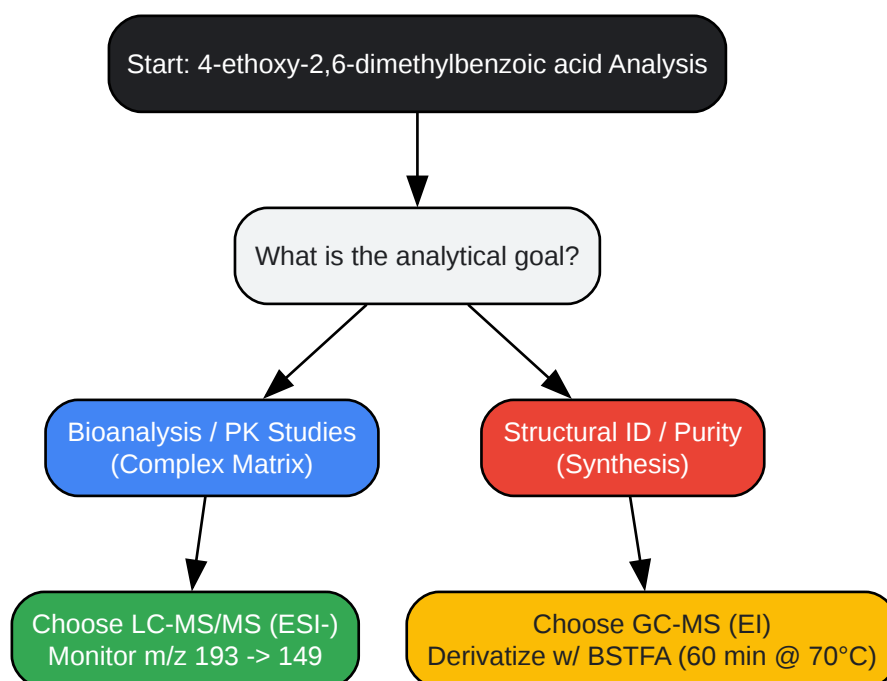 Start: 4-ethoxy-2,6-dimethylbenzoic acid Analysis
What is the analytical goal?
Bioanalysis / PK Studies
(Complex Matrix)
Structural ID / Purity
(Synthesis)
Choose LC-MS/MS (ESI-)
Monitor m/z 193 -> 149
Choose GC-MS (EI)
Derivatize w/ BSTFA (60 min @ 70°C)